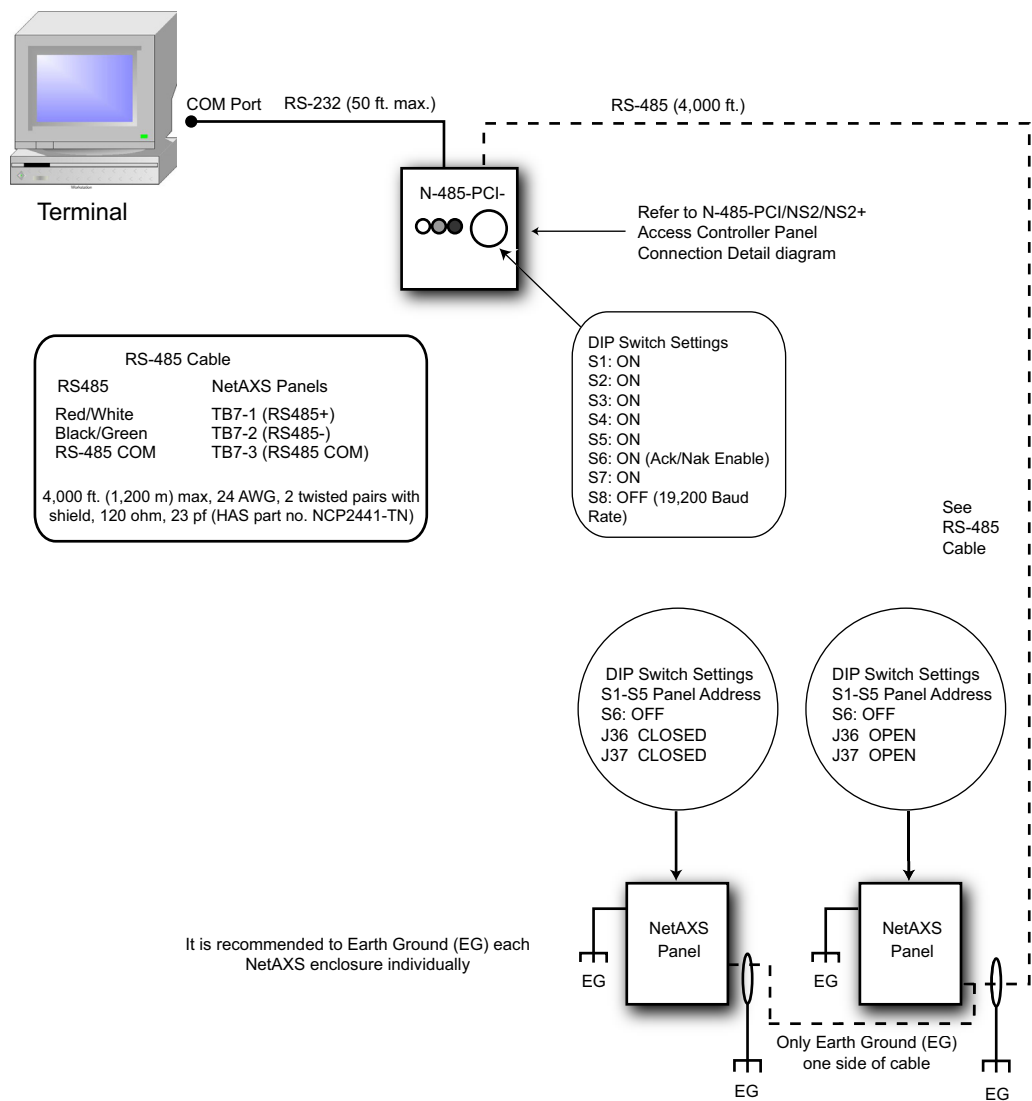 COM Port
RS-232 (50 ft. max.)
RS-485 (4,000 ft.)
Workstation
Terminal
N-485-PCI-
Refer to N-485-PCI/NS2/NS2+
Access Controller Panel
Connection Detail diagram
RS-485 Cable
RS485 NetAXS Panels
Red/White TB7-1 (RS485+)
Black/Green TB7-2 (RS485-)
RS-485 COM TB7-3 (RS485 COM)
4,000 ft. (1,200 m) max, 24 AWG, 2 twisted pairs with
shield, 120 ohm, 23 pf (HAS part no. NCP2441-TN)
DIP Switch Settings
S1: ON
S2: ON
S3: ON
S4: ON
S5: ON
S6: ON (Ack/Nak Enable)
S7: ON
S8: OFF (19,200 Baud
Rate)
See
RS-485
Cable
DIP Switch Settings
S1-S5 Panel Address
S6: OFF
J36 CLOSED
J37 CLOSED
DIP Switch Settings
S1-S5 Panel Address
S6: OFF
J36 OPEN
J37 OPEN
It is recommended to Earth Ground (EG) each
NetAXS enclosure individually
NetAXS
Panel
EG
EG
NetAXS
Panel
EG
EG
Only Earth Ground (EG)
one side of cable